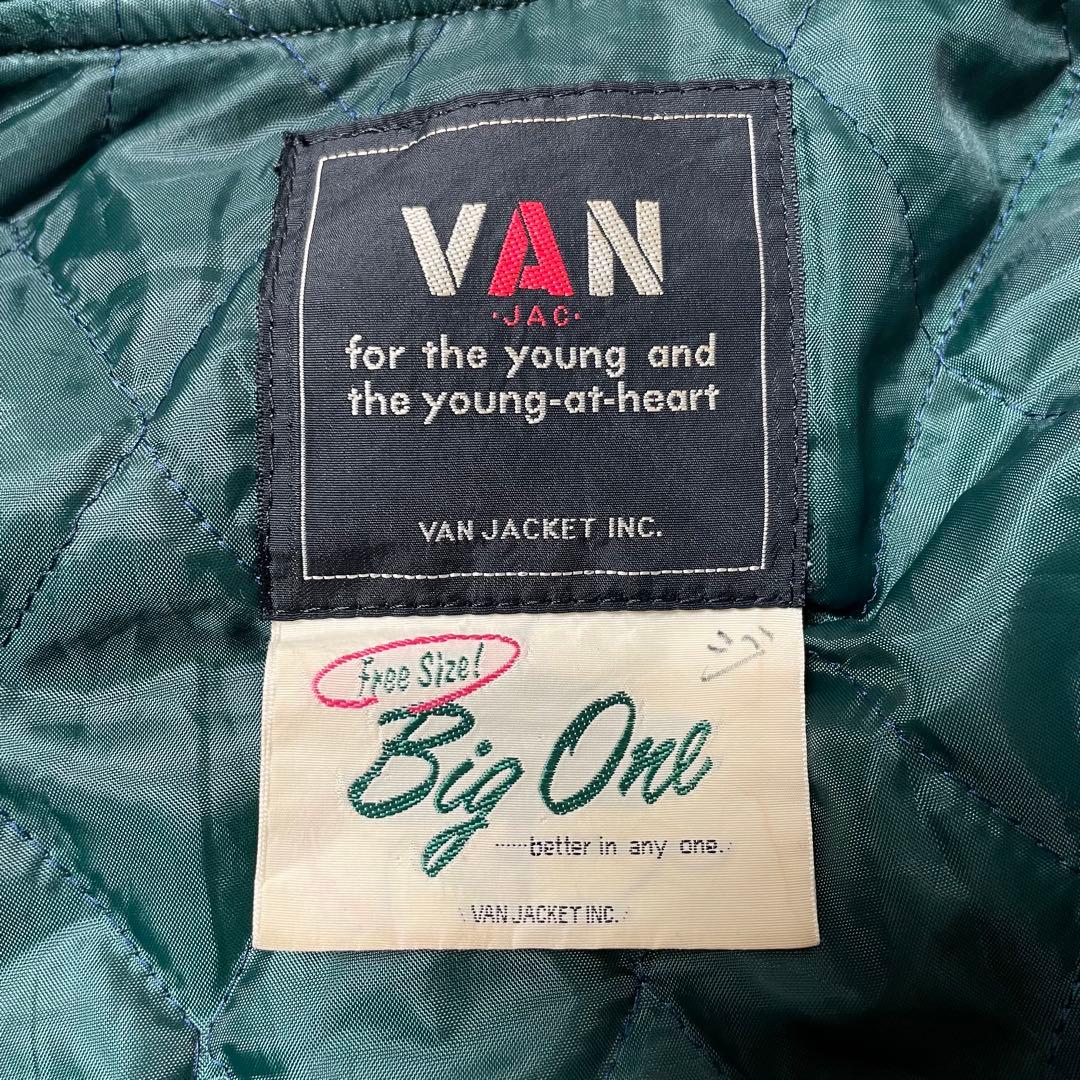 VAN
·JAC·
for the young and
the young-at-heart
VAN JACKET INC.
Free Size!
Big One
······better in any one.
VAN JACKET INC.